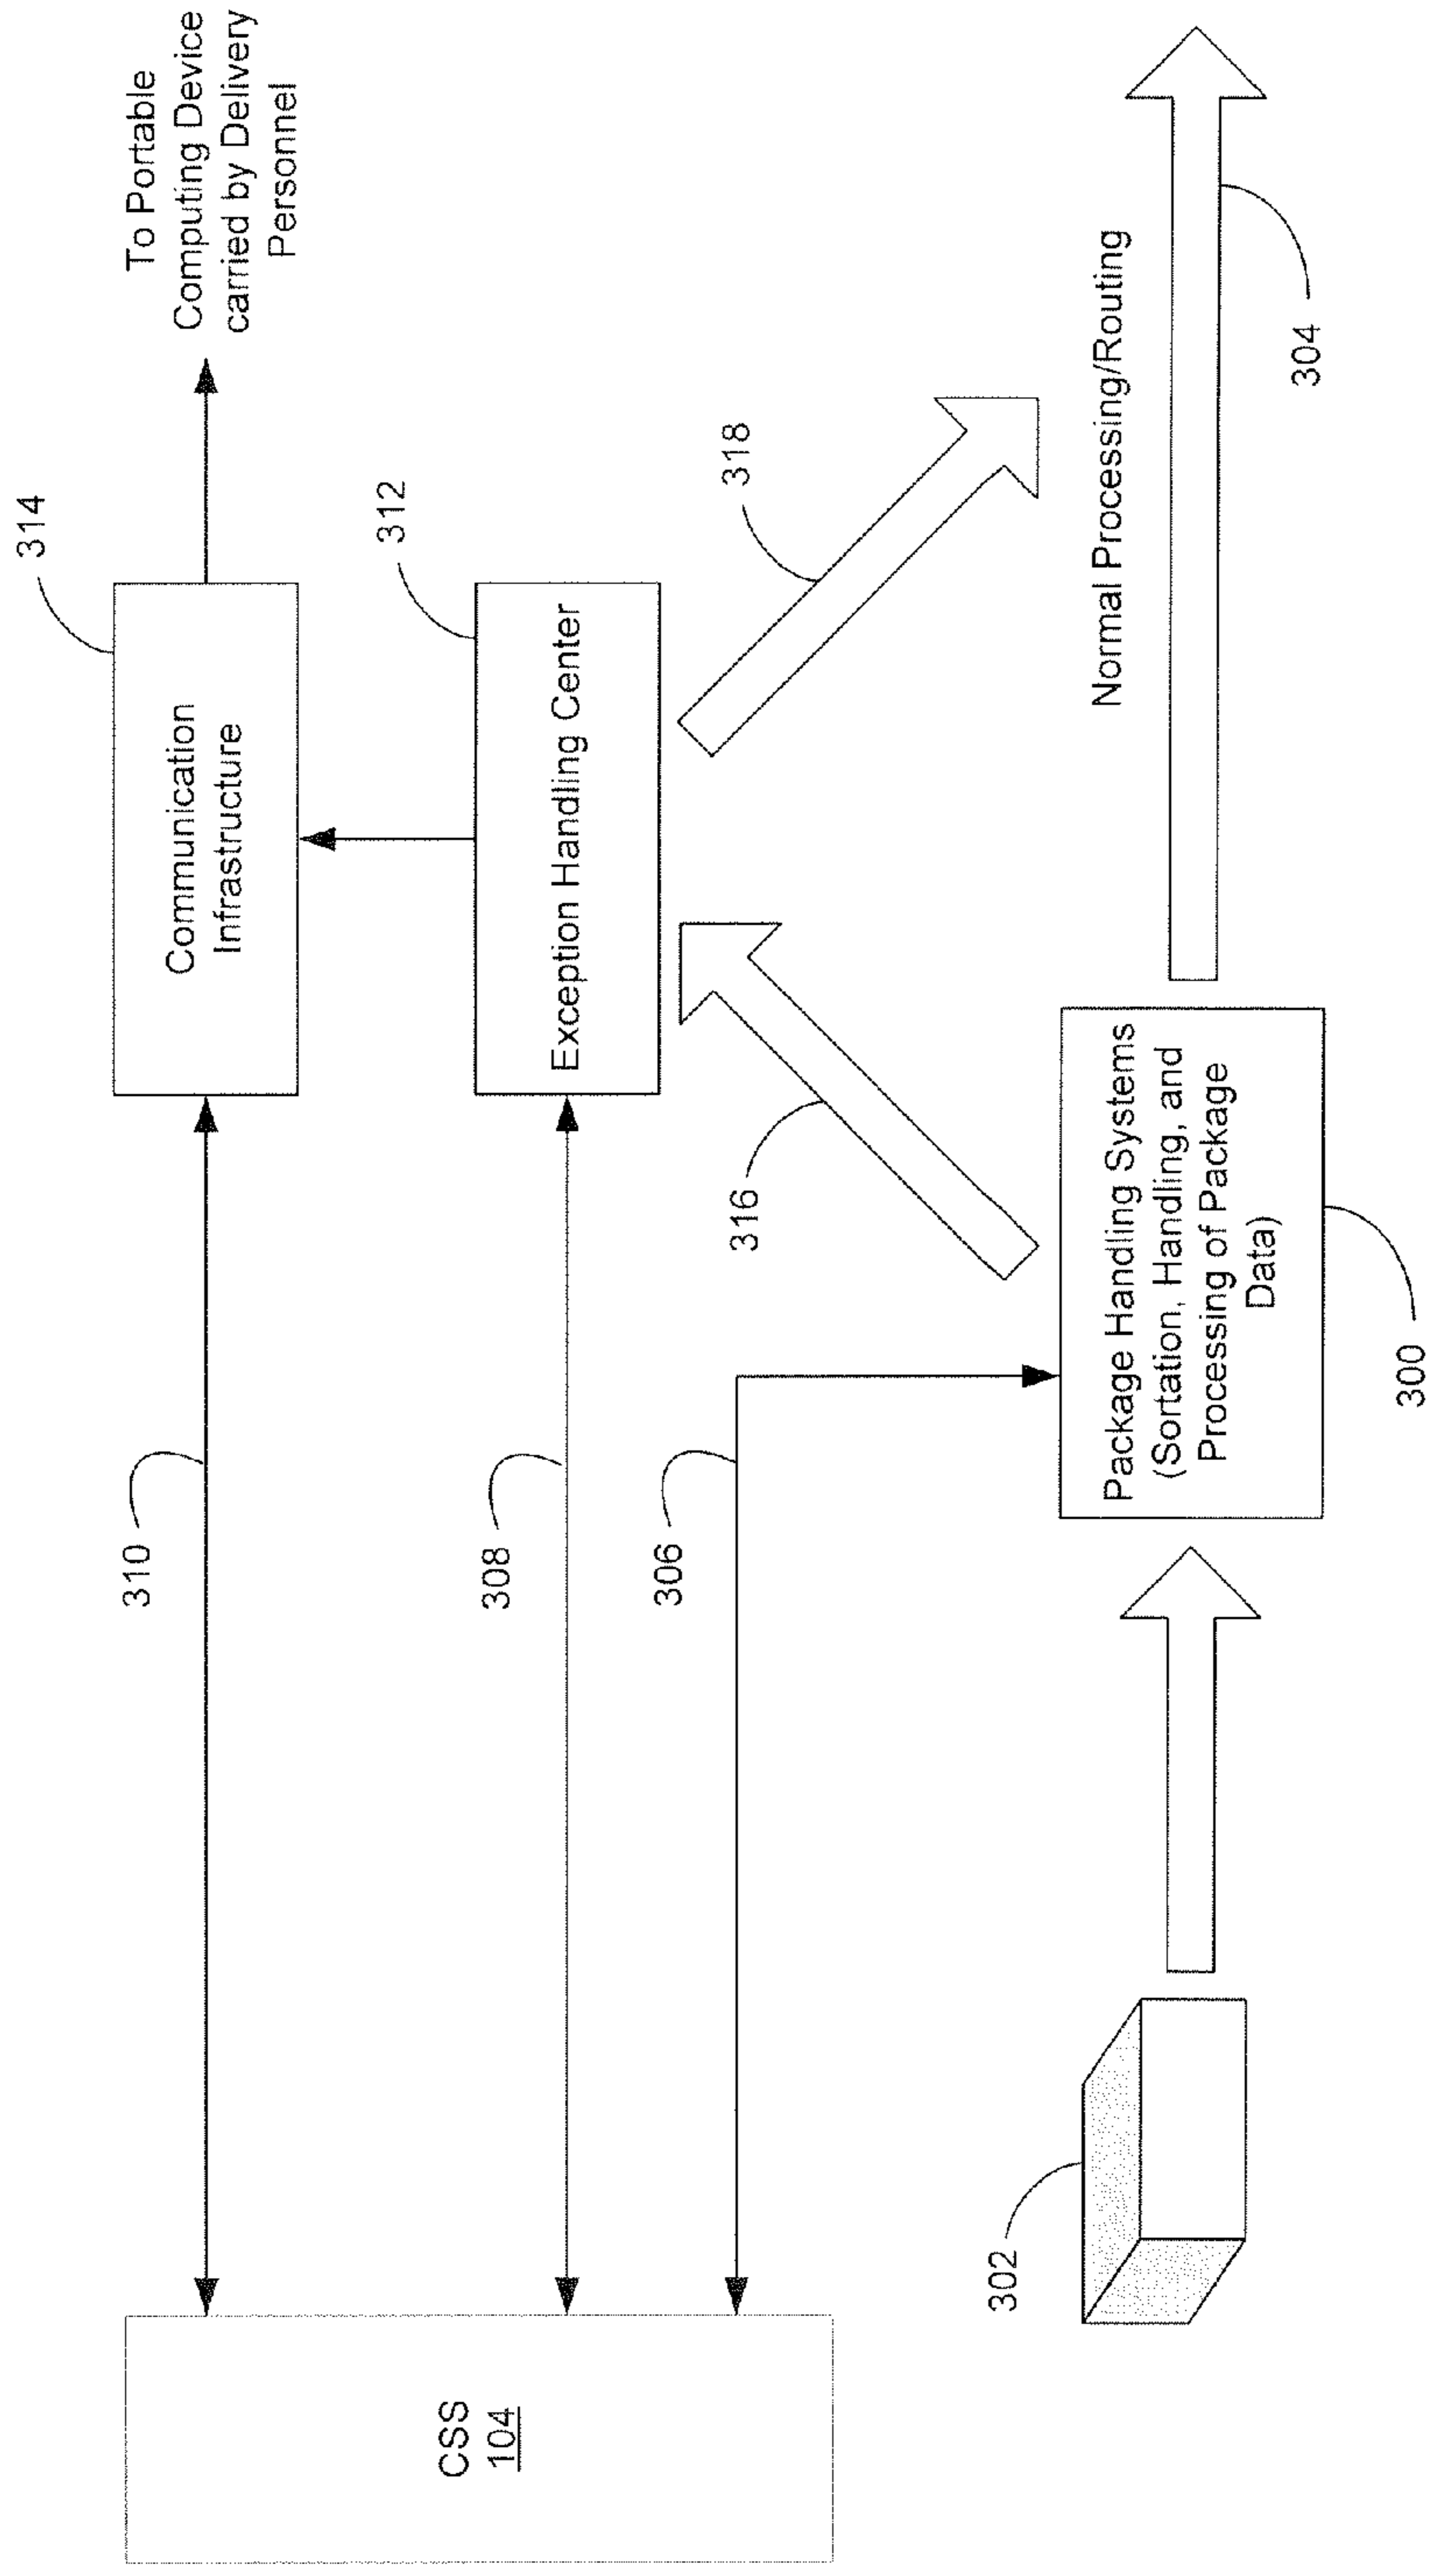 To Portable
Computing Device
carried by Delivery
Personnel
314
Communication
Infrastructure
310
312
Exception Handling Center
308
CSS
104
306
318
316
Normal Processing/Routing
304
Package Handling Systems
(Sortation, Handling, and
Processing of Package
Data)
300
302